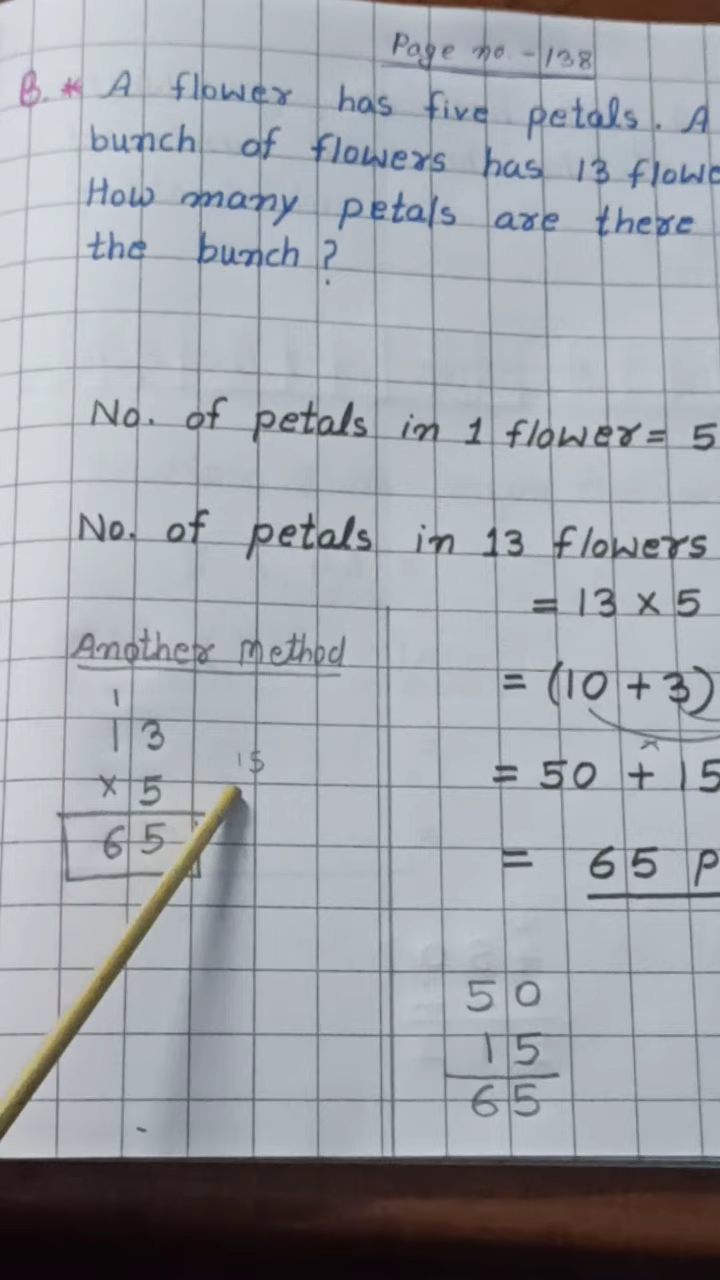 Page no. - 138
B. * A flower has five petals. A
bunch of flowers has 13 flowe
How many petals are there
the bunch?
No. of petals in 1 flower = 5
No. of petals in 13 flowers
= 13 × 5
= (10 + 3)
= 50 + 15
= 65 P
Another method
1
13
× 5
65
15
50
15
65